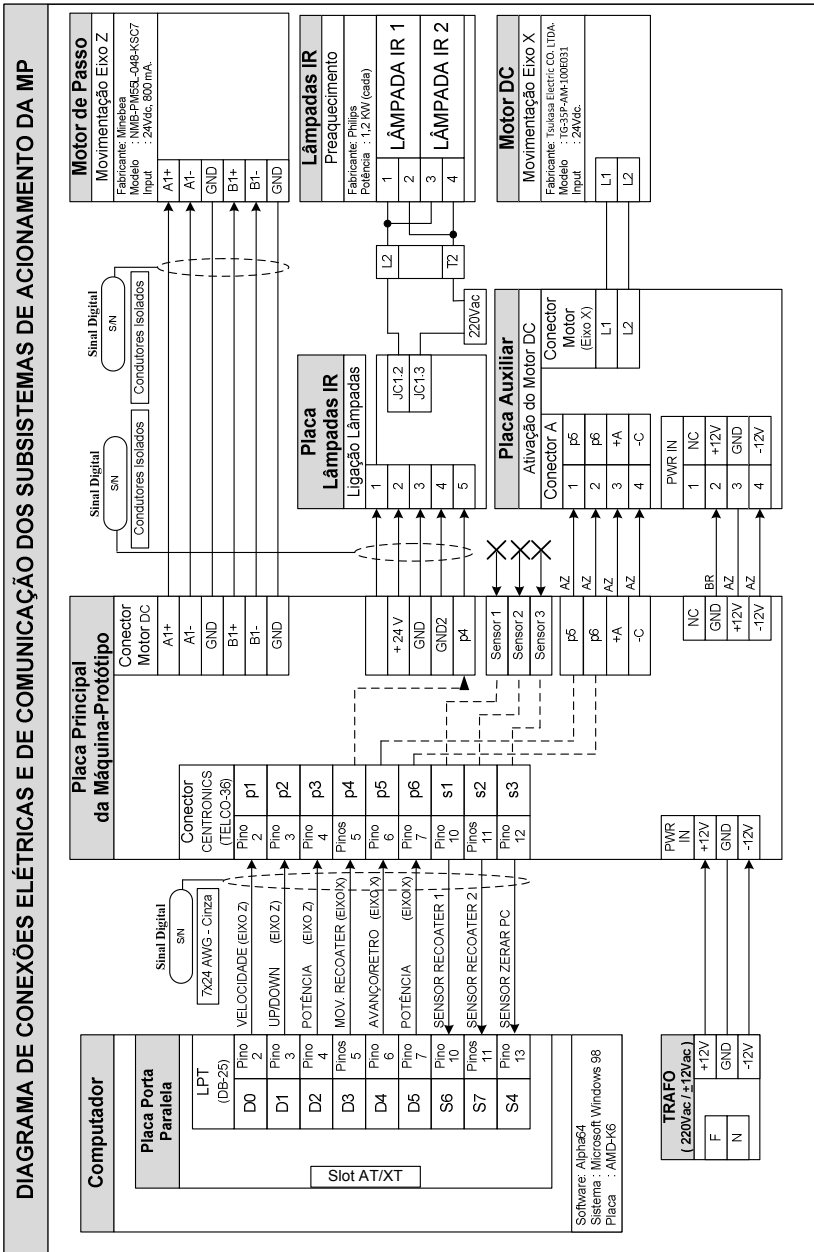 DIAGRAMA DE CONEXÕES ELÉTRICAS E DE COMUNICAÇÃO DOS SUBSISTEMAS DE ACIONAMENTO DA MP
Computador
Placa Porta
Paralela
LPT
(DB-25)
D0 Pino 2
D1 Pino 3
D2 Pino 4
D3 Pinos 5
D4 Pino 6
D5 Pino 7
S6 Pino 10
S7 Pinos 11
S4 Pino 13
Slot AT/XT
Software: Alpha64
Sistema : Microsoft Windows 98
Placa : AMD-K6
Sinal Digital
S/N
7x24 AWG - Cinza
VELOCIDADE (EIXO Z)
UP/DOWN (EIXO Z)
POTÊNCIA (EIXO Z)
MOV. RECOATER (EIXO X)
AVANÇO/RETRO (EIXO X)
POTÊNCIA (EIXO X)
SENSOR RECOATER 1
SENSOR RECOATER 2
SENSOR ZERAR PC
TRAFO
( 220Vac / ±12Vac )
F
N
+12V
GND
-12V
Placa Principal
da Máquina-Protótipo
Conector
CENTRONICS
(TELCO-36)
Pino 2 p1
Pino 3 p2
Pino 4 p3
Pinos 5 p4
Pino 6 p5
Pino 7 p6
Pino 10 s1
Pinos 11 s2
Pino 12 s3
PWR
IN
+12V
GND
-12V
Conector
Motor DC
A1+
A1-
GND
B1+
B1-
GND
+ 24 V
GND
GND2
p4
Sensor 1
Sensor 2
Sensor 3
p5
p6
+A
-C
NC
GND
+12V
-12V
Sinal Digital
S/N
Condutores Isolados
Sinal Digital
S/N
Condutores Isolados
AZ
AZ
AZ
AZ
BR
AZ
AZ
Placa
Lâmpadas IR
Ligação Lâmpadas
1
2
3
4
5
JC1.2
JC1.3
220Vac
L2
T2
Placa Auxiliar
Ativação do Motor DC
Conector A
1 p5
2 p6
3 +A
4 -C
Conector
Motor
(Eixo X)
L1
L2
PWR IN
1 NC
2 +12V
3 GND
4 -12V
Motor de Passo
Movimentação Eixo Z
Fabricante: Minebea
Modelo : NMB-PM55L-048-KSC7
Input : 24Vdc, 800 mA.
A1+
A1-
GND
B1+
B1-
GND
Lâmpadas IR
Preaquecimento
Fabricante: Philips
Potência : 1,2 KW (cada)
1
2
3
4
LÂMPADA IR 1
LÂMPADA IR 2
Motor DC
Movimentação Eixo X
Fabricante: Tsukasa Electric CO. LTDA.
Modelo : TG-35P-AM-100E031
Input : 24Vdc.
L1
L2